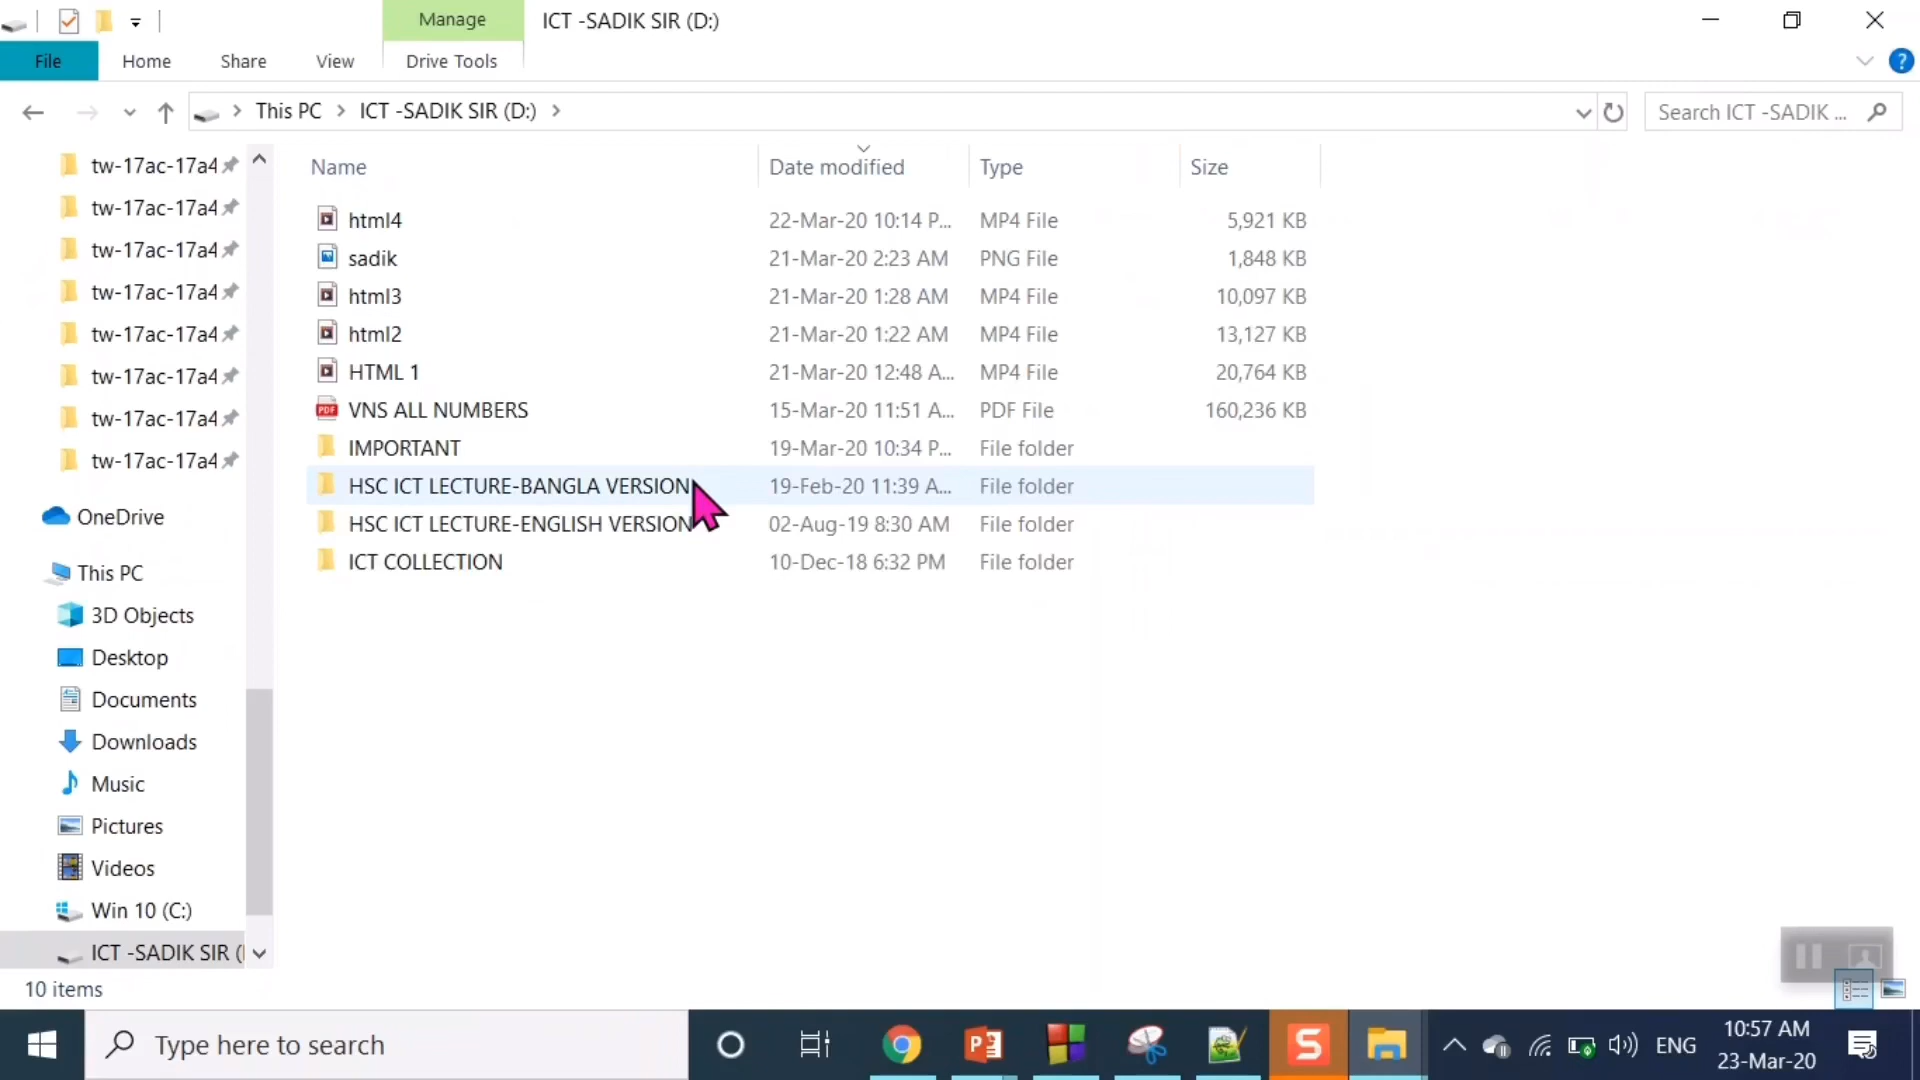 Manage
ICT -SADIK SIR (D:)
File
Home
Share
View
Drive Tools
This PC
ICT -SADIK SIR (D:)
Search ICT -SADIK ...
tw-17ac-17a4
tw-17ac-17a4
tw-17ac-17a4
tw-17ac-17a4
tw-17ac-17a4
tw-17ac-17a4
tw-17ac-17a4
tw-17ac-17a4
OneDrive
This PC
3D Objects
Desktop
Documents
Downloads
Music
Pictures
Videos
Win 10 (C:)
ICT -SADIK SIR (
Name Date modified Type Size
html4 22-Mar-20 10:14 P... MP4 File 5,921 KB
sadik 21-Mar-20 2:23 AM PNG File 1,848 KB
html3 21-Mar-20 1:28 AM MP4 File 10,097 KB
html2 21-Mar-20 1:22 AM MP4 File 13,127 KB
HTML 1 21-Mar-20 12:48 A... MP4 File 20,764 KB
VNS ALL NUMBERS 15-Mar-20 11:51 A... PDF File 160,236 KB
IMPORTANT 19-Mar-20 10:34 P... File folder
HSC ICT LECTURE-BANGLA VERSION 19-Feb-20 11:39 A... File folder
HSC ICT LECTURE-ENGLISH VERSION 02-Aug-19 8:30 AM File folder
ICT COLLECTION 10-Dec-18 6:32 PM File folder
10 items
Type here to search
ENG
10:57 AM
23-Mar-20